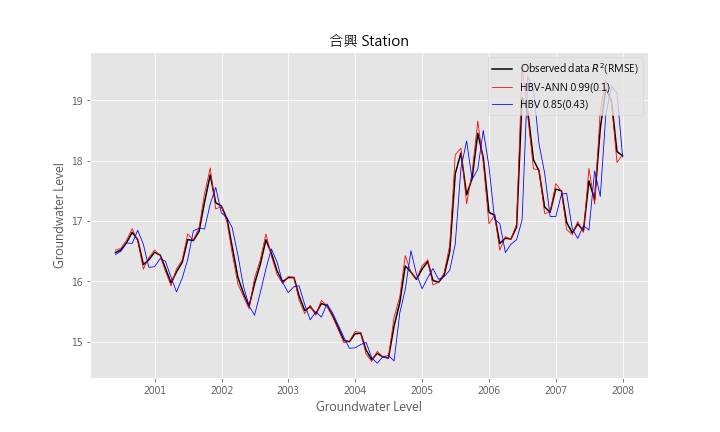 合興 Station
Observed data R²(RMSE)
HBV-ANN 0.99(0.1)
HBV 0.85(0.43)
Groundwater Level
19
18
17
16
15
2001 2002 2003 2004 2005 2006 2007 2008
Groundwater Level